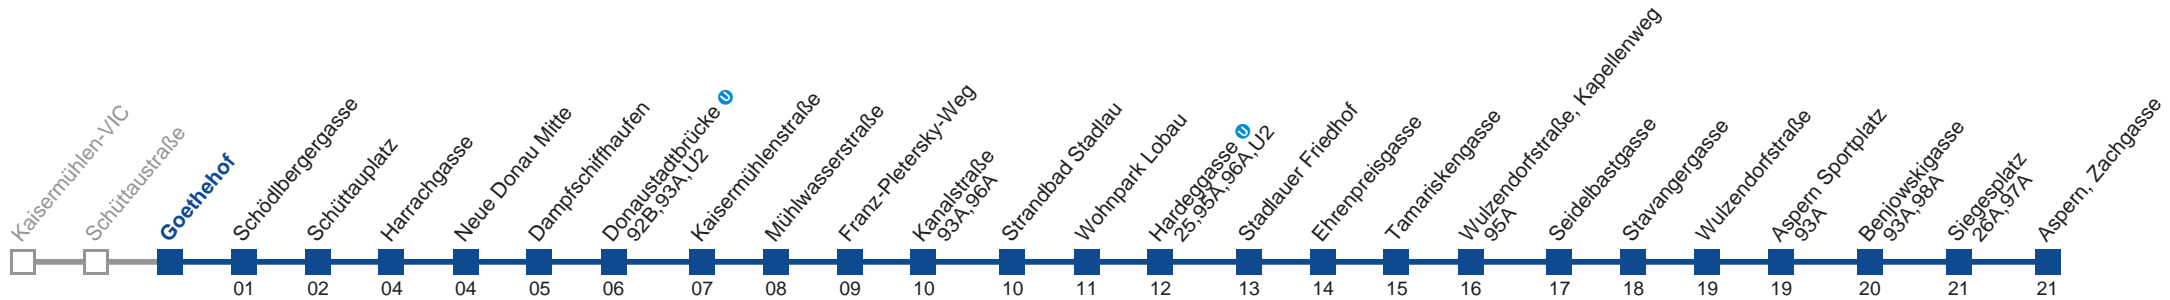 Kaisermühlen-VIC
Schüttaustraße
Goethehof
Schödlbergergasse
Schüttauplatz
Harrachgasse
Neue Donau Mitte
Dampfschiffhaufen
Donaustadtbrücke U
92B,93A,U2
Kaisermühlenstraße
Mühlwasserstraße
Franz-Pletersky-Weg
Kanalstraße
93A,96A
Strandbad Stadlau
Wohnpark Lobau
Hardeggasse U
25,95A,96A,U2
Stadlauer Friedhof
Ehrenpreisgasse
Tamariskengasse
Wulzendorfstraße, Kapellenweg
95A
Seidelbastgasse
Stavangergasse
Wulzendorfstraße
Aspern Sportplatz
93A
Benjowskigasse
93A,98A
Siegesplatz
26A,97A
Aspern, Zachgasse
01 02 04 04 05 06 07 08 09 10 10 11 12 13 14 15 16 17 18 19 19 20 21 21